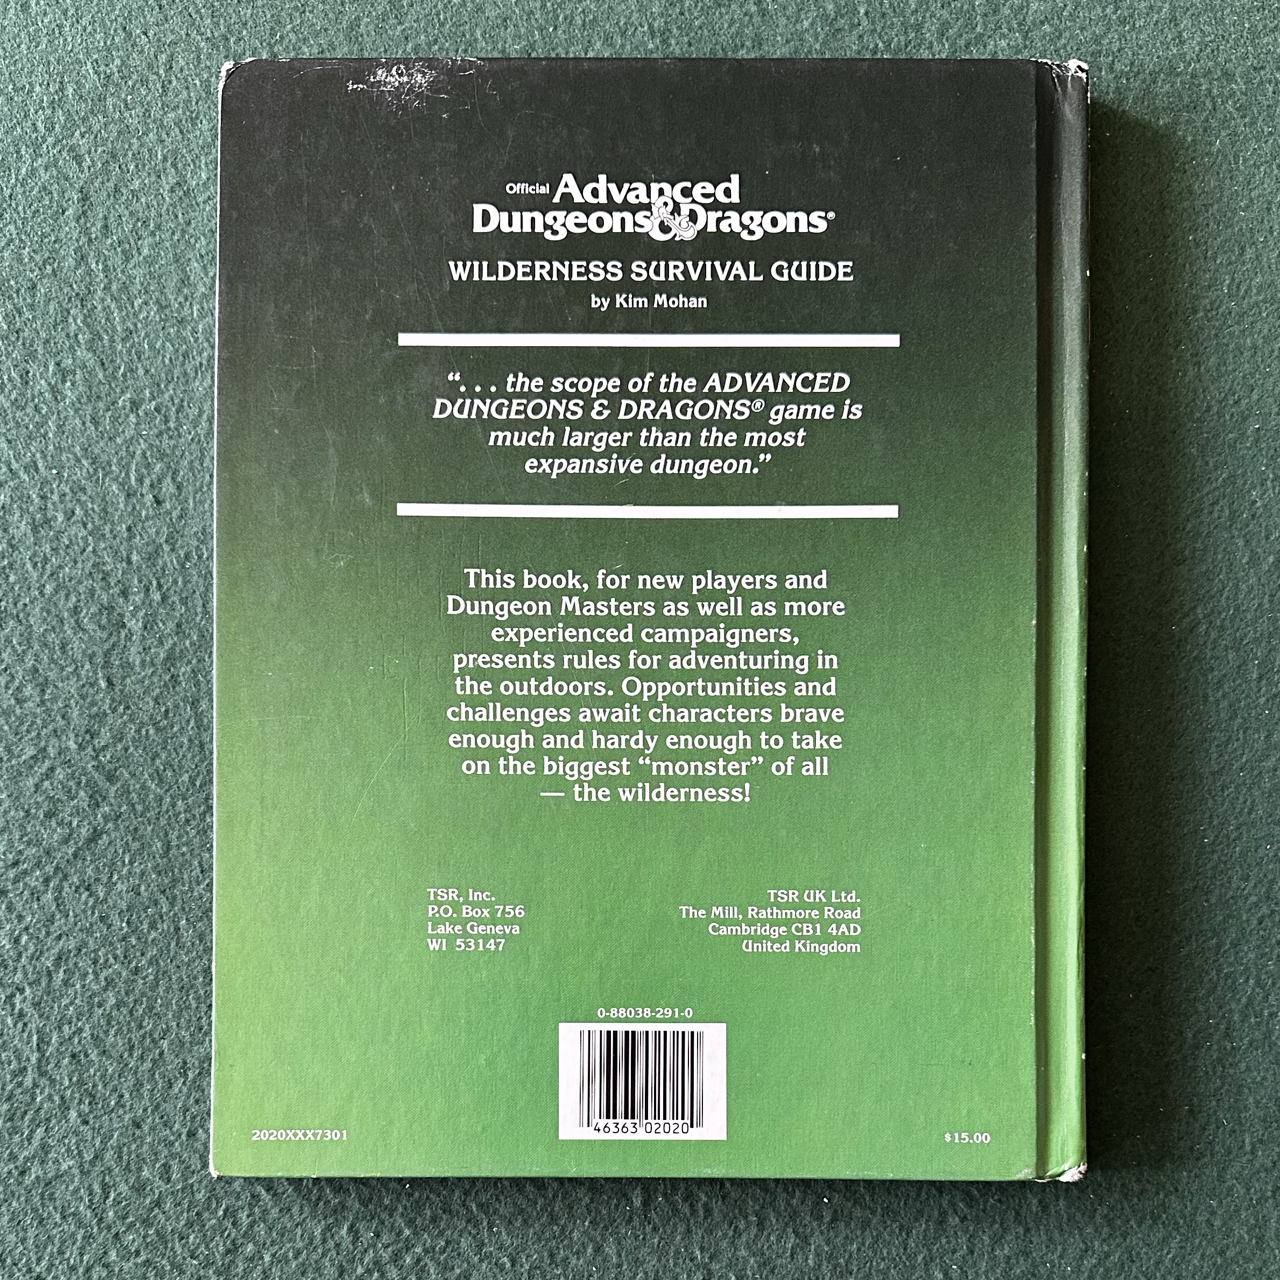 Official Advanced
Dungeons & Dragons®
WILDERNESS SURVIVAL GUIDE
by Kim Mohan
“. . . the scope of the ADVANCED
DUNGEONS & DRAGONS® game is
much larger than the most
expansive dungeon.”
This book, for new players and
Dungeon Masters as well as more
experienced campaigners,
presents rules for adventuring in
the outdoors. Opportunities and
challenges await characters brave
enough and hardy enough to take
on the biggest “monster” of all
— the wilderness!
TSR, Inc.
P.O. Box 756
Lake Geneva
WI 53147
TSR UK Ltd.
The Mill, Rathmore Road
Cambridge CB1 4AD
United Kingdom
0-88038-291-0
46363 02020
2020XXX7301
$15.00